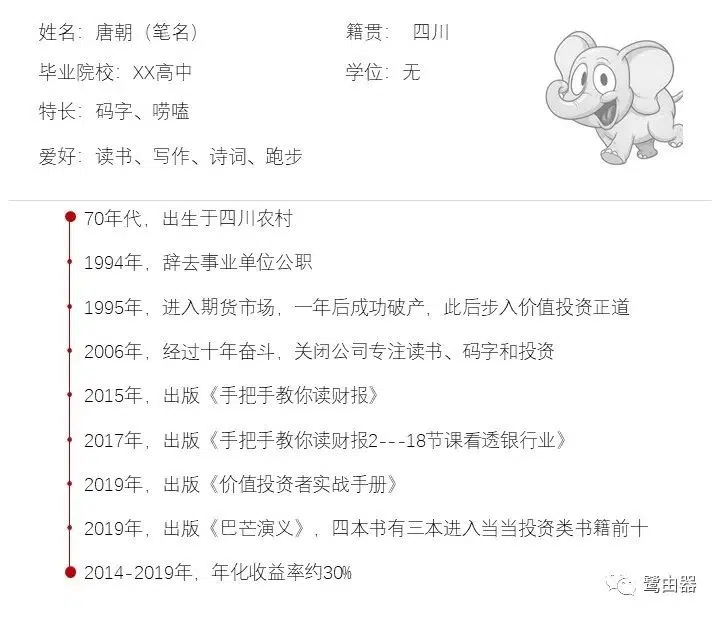 姓名：唐朝（笔名）
籍贯： 四川
毕业院校：XX高中
学位：无
特长：码字、唠嗑
爱好：读书、写作、诗词、跑步
70年代，出生于四川农村
1994年，辞去事业单位公职
1995年，进入期货市场，一年后成功破产，此后步入价值投资正道
2006年，经过十年奋斗，关闭公司专注读书、码字和投资
2015年，出版《手把手教你读财报》
2017年，出版《手把手教你读财报2---18节课看透银行业》
2019年，出版《价值投资者实战手册》
2019年，出版《巴芒演义》，四本书有三本进入当当投资类书籍前十
2014-2019年，年化收益率约30%
鹭由器